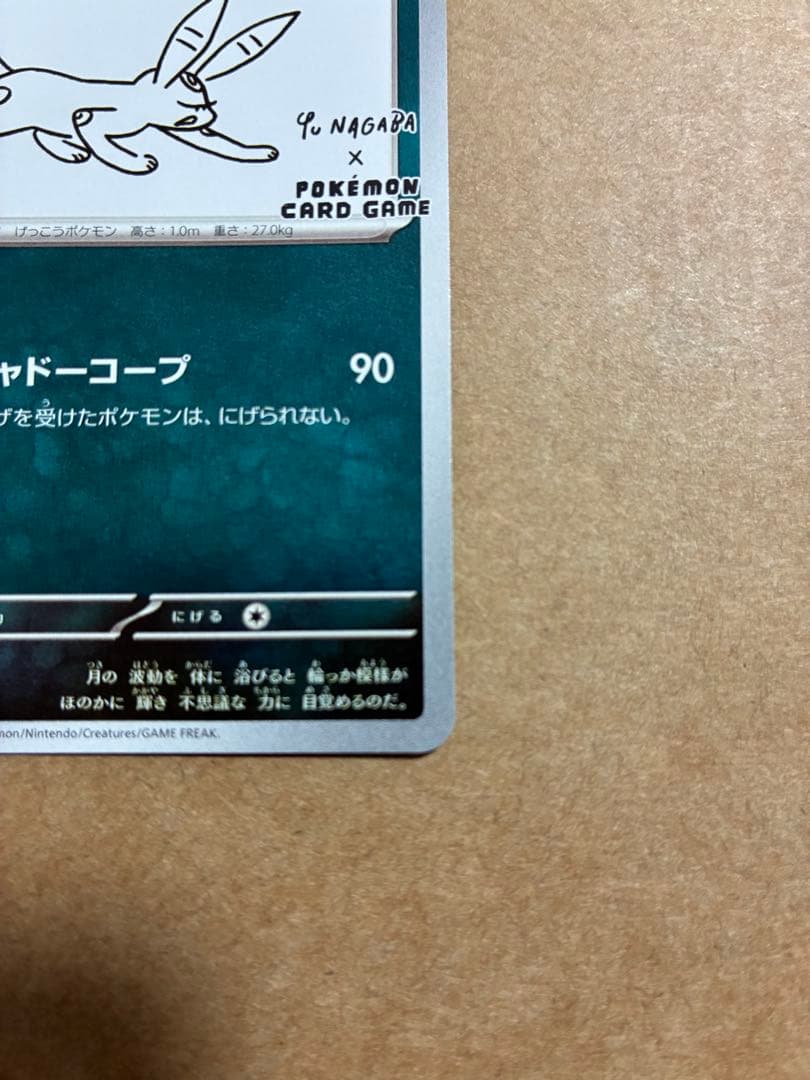 Yu NAGABA
×
POKÉMON
CARD GAME
げっこうポケモン 高さ：1.0m 重さ：27.0kg
ャドーコープ 90
ザを受けたポケモンは、にげられない。
にげる
月の 波動を 体に 浴びると 輪っか模様が
ほのかに 輝き 不思議な 力に 目覚めるのだ。
mon/Nintendo/Creatures/GAME FREAK.